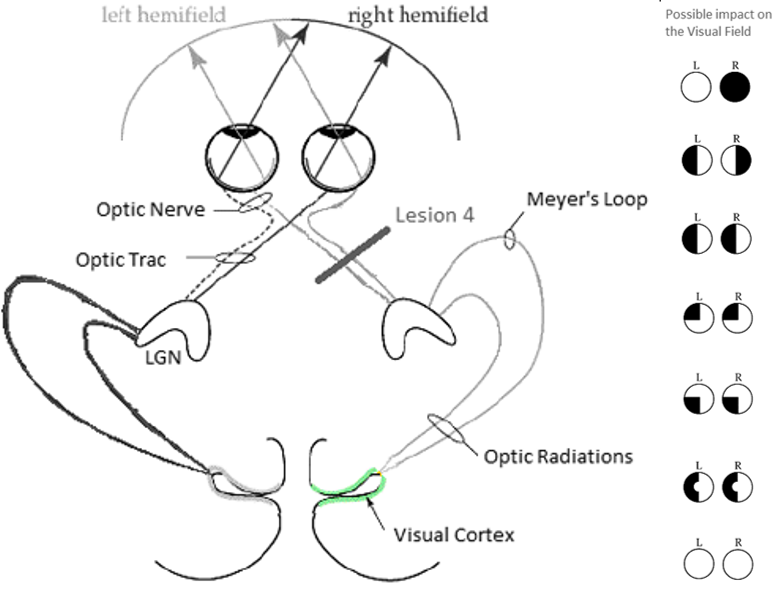 left hemifield
right hemifield
Possible impact on
the Visual Field
L R
L R
Optic Nerve
Lesion 4
Meyer's Loop
Optic Trac
L R
L R
LGN
L R
Optic Radiations
L R
Visual Cortex
L R